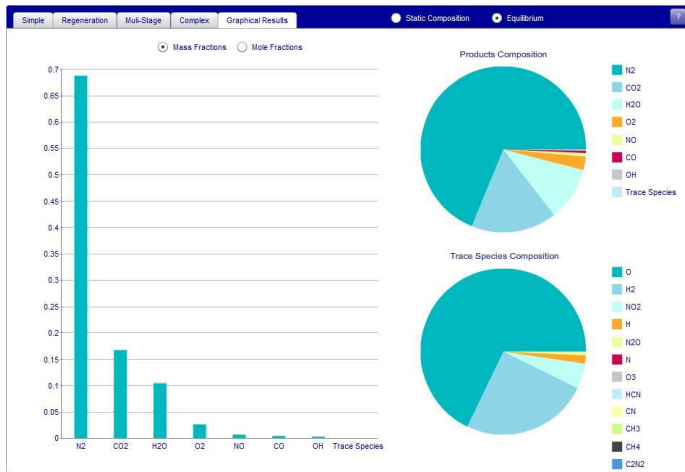 Simple Regeneration Muli-Stage Complex Graphical Results Static Composition Equilibrium ?
Mass Fractions Mole Fractions
0.7
0.65
0.6
0.55
0.5
0.45
0.4
0.35
0.3
0.25
0.2
0.15
0.1
0.05
0
N2 CO2 H2O O2 NO CO OH Trace Species
Products Composition
N2
CO2
H2O
O2
NO
CO
OH
Trace Species
Trace Species Composition
O
H2
NO2
H
N2O
N
O3
HCN
CN
CH3
CH4
C2N2